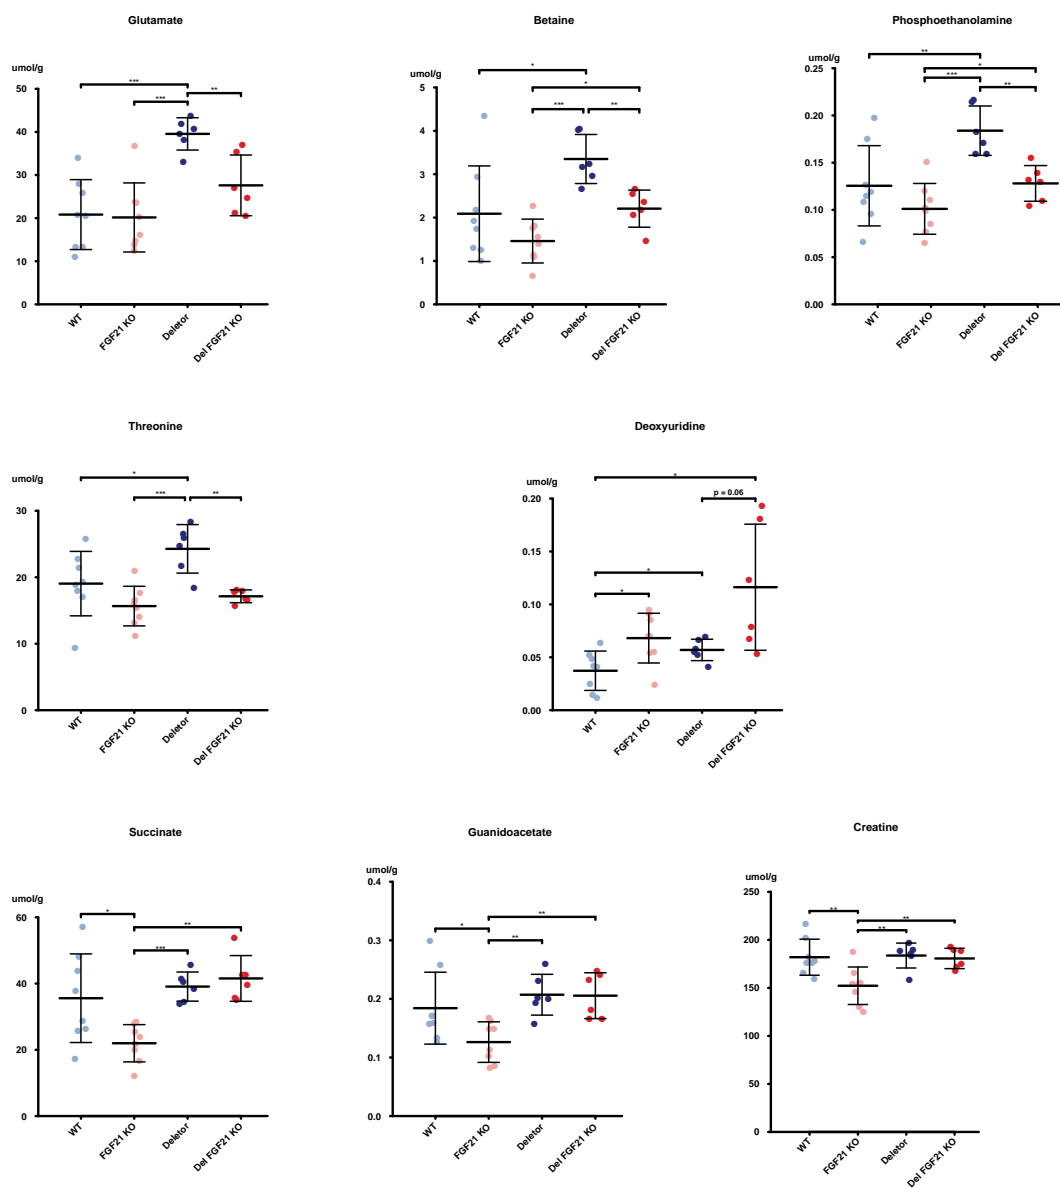 Glutamate
umol/g
***
***
**
50
40
30
20
10
0
WT
FGF21 KO
Deletor
Del FGF21 KO
Betaine
umol/g
*
*
***
**
5
4
3
2
1
0
WT
FGF21 KO
Deletor
Del FGF21 KO
Phosphoethanolamine
umol/g
**
*
***
**
0.25
0.20
0.15
0.10
0.05
0.00
WT
FGF21 KO
Deletor
Del FGF21 KO
Threonine
umol/g
*
***
**
30
20
10
0
WT
FGF21 KO
Deletor
Del FGF21 KO
Deoxyuridine
umol/g
*
p = 0.06
*
*
0.20
0.15
0.10
0.05
0.00
WT
FGF21 KO
Deletor
Del FGF21 KO
Succinate
umol/g
*
**
***
60
40
20
0
WT
FGF21 KO
Deletor
Del FGF21 KO
Guanidoacetate
umol/g
**
*
**
0.4
0.3
0.2
0.1
0.0
WT
FGF21 KO
Deletor
Del FGF21 KO
Creatine
umol/g
**
**
**
250
200
150
100
50
0
WT
FGF21 KO
Deletor
Del FGF21 KO